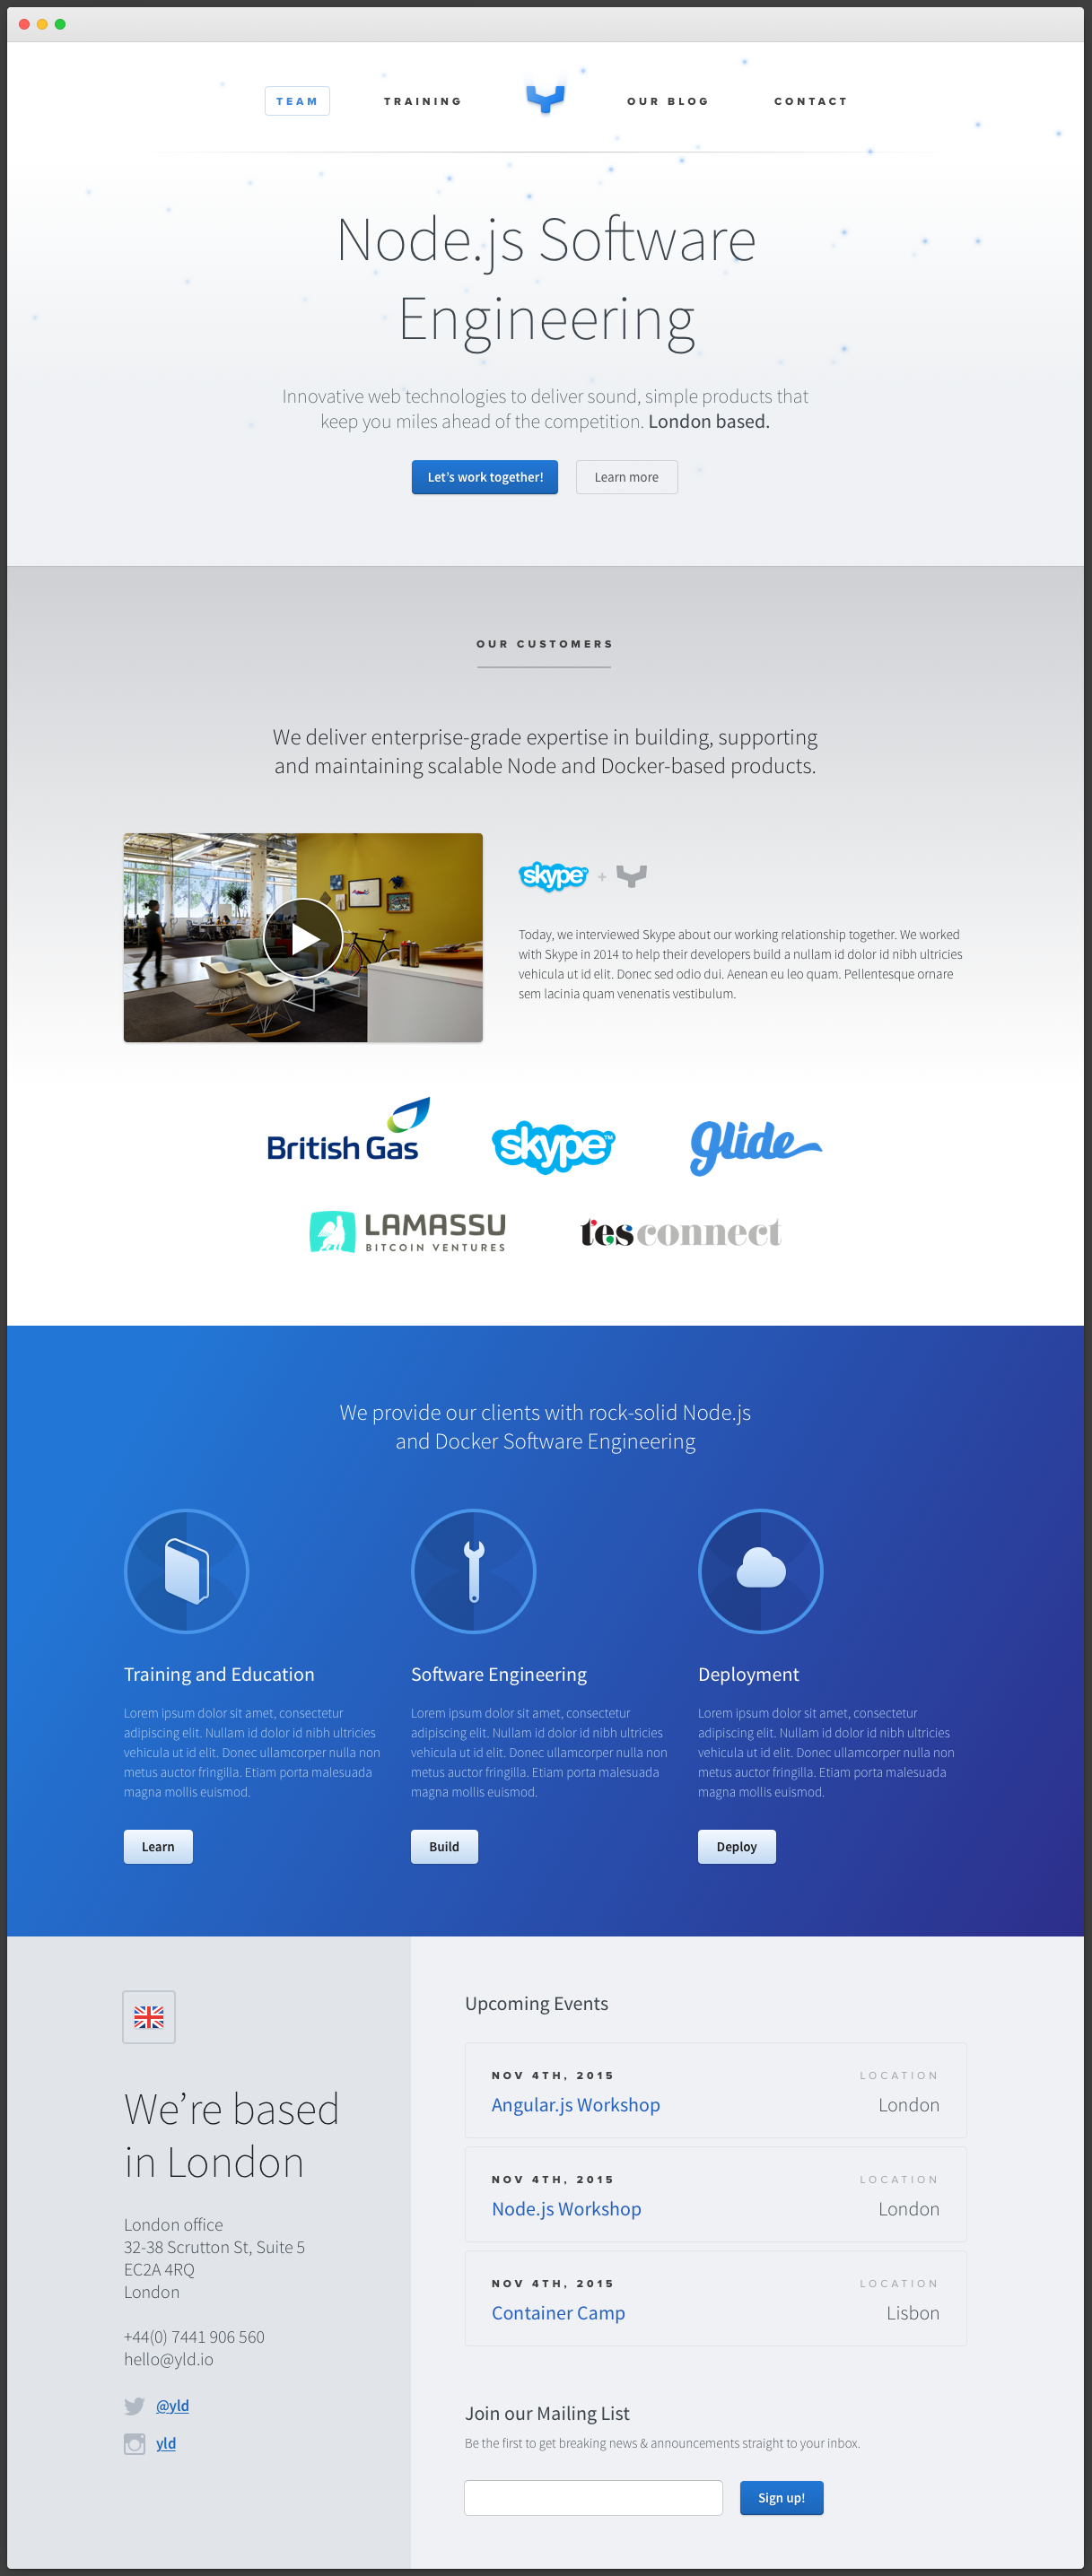 TEAM
TRAINING
OUR BLOG
CONTACT
Node.js Software
Engineering
Innovative web technologies to deliver sound, simple products that
keep you miles ahead of the competition. London based.
Let's work together!
Learn more
OUR CUSTOMERS
We deliver enterprise-grade expertise in building, supporting
and maintaining scalable Node and Docker-based products.
skype +
Today, we interviewed Skype about our working relationship together. We worked
with Skype in 2014 to help their developers build a nullam id dolor id nibh ultricies
vehicula ut id elit. Donec sed odio dui. Aenean eu leo quam. Pellentesque ornare
sem lacinia quam venenatis vestibulum.
British Gas
skype™
glide
LAMASSU
BITCOIN VENTURES
tes connect
We provide our clients with rock-solid Node.js
and Docker Software Engineering
Training and Education
Lorem ipsum dolor sit amet, consectetur
adipiscing elit. Nullam id dolor id nibh ultricies
vehicula ut id elit. Donec ullamcorper nulla non
metus auctor fringilla. Etiam porta malesuada
magna mollis euismod.
Learn
Software Engineering
Lorem ipsum dolor sit amet, consectetur
adipiscing elit. Nullam id dolor id nibh ultricies
vehicula ut id elit. Donec ullamcorper nulla non
metus auctor fringilla. Etiam porta malesuada
magna mollis euismod.
Build
Deployment
Lorem ipsum dolor sit amet, consectetur
adipiscing elit. Nullam id dolor id nibh ultricies
vehicula ut id elit. Donec ullamcorper nulla non
metus auctor fringilla. Etiam porta malesuada
magna mollis euismod.
Deploy
We're based
in London
London office
32-38 Scrutton St, Suite 5
EC2A 4RQ
London
+44(0) 7441 906 560
hello@yld.io
@yld
yld
Upcoming Events
NOV 4TH, 2015
LOCATION
Angular.js Workshop
London
NOV 4TH, 2015
LOCATION
Node.js Workshop
London
NOV 4TH, 2015
LOCATION
Container Camp
Lisbon
Join our Mailing List
Be the first to get breaking news & announcements straight to your inbox.
Sign up!